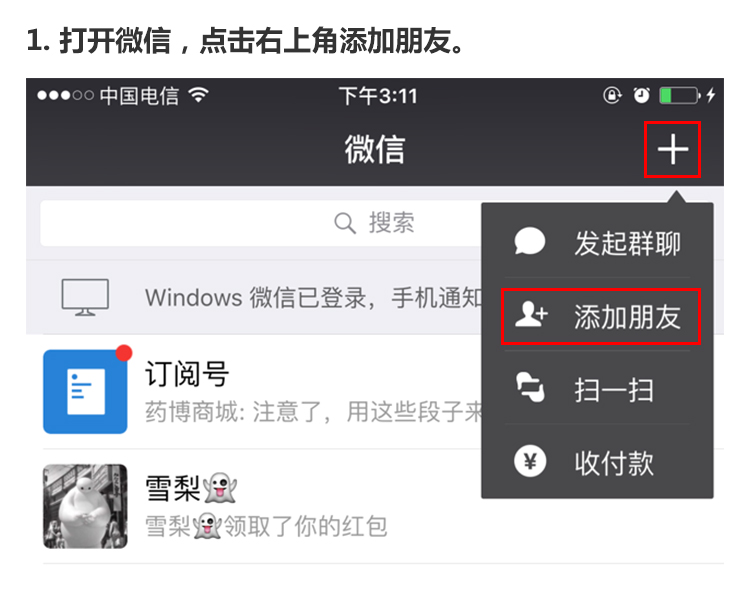 1. 打开微信，点击右上角添加朋友。
中国电信 下午3:11
微信
搜索
发起群聊
Windows 微信已登录，手机通知
添加朋友
订阅号
药博商城: 注意了，用这些段子来
扫一扫
收付款
雪梨👻
雪梨👻领取了你的红包